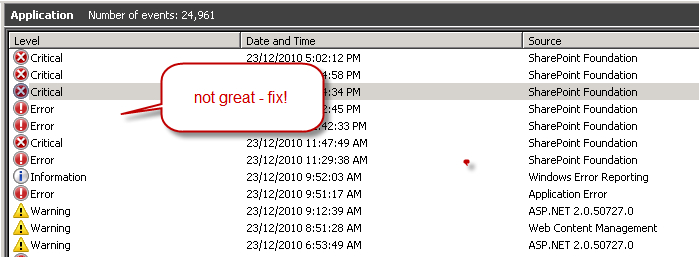 Application Number of events: 24,961
Level Date and Time Source
Critical 23/12/2010 5:02:12 PM SharePoint Foundation
Critical :58 PM SharePoint Foundation
Critical :34 PM SharePoint Foundation
not great - fix!
Error 2:45 PM SharePoint Foundation
Error 42:33 PM SharePoint Foundation
Critical 23/12/2010 11:47:49 AM SharePoint Foundation
Error 23/12/2010 11:29:38 AM SharePoint Foundation
Information 23/12/2010 9:52:03 AM Windows Error Reporting
Error 23/12/2010 9:51:17 AM Application Error
Warning 23/12/2010 9:12:39 AM ASP.NET 2.0.50727.0
Warning 23/12/2010 8:51:28 AM Web Content Management
Warning 23/12/2010 6:53:49 AM ASP.NET 2.0.50727.0